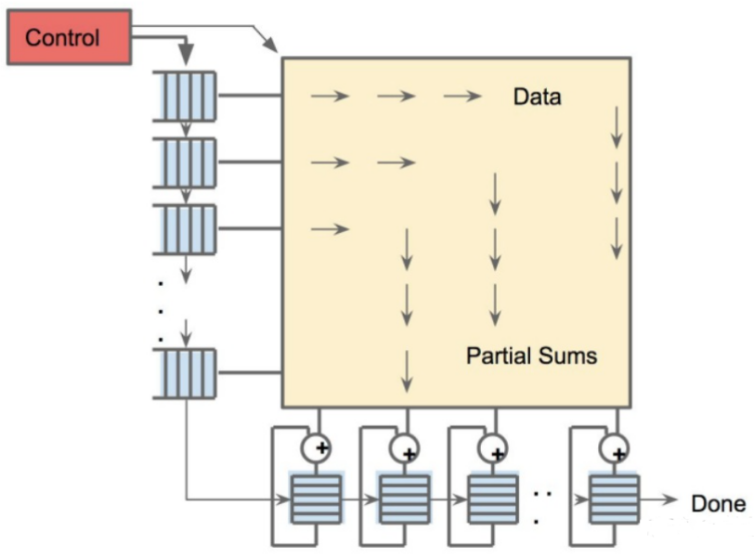 Control
Data
Partial Sums
+
+
+
+
Done